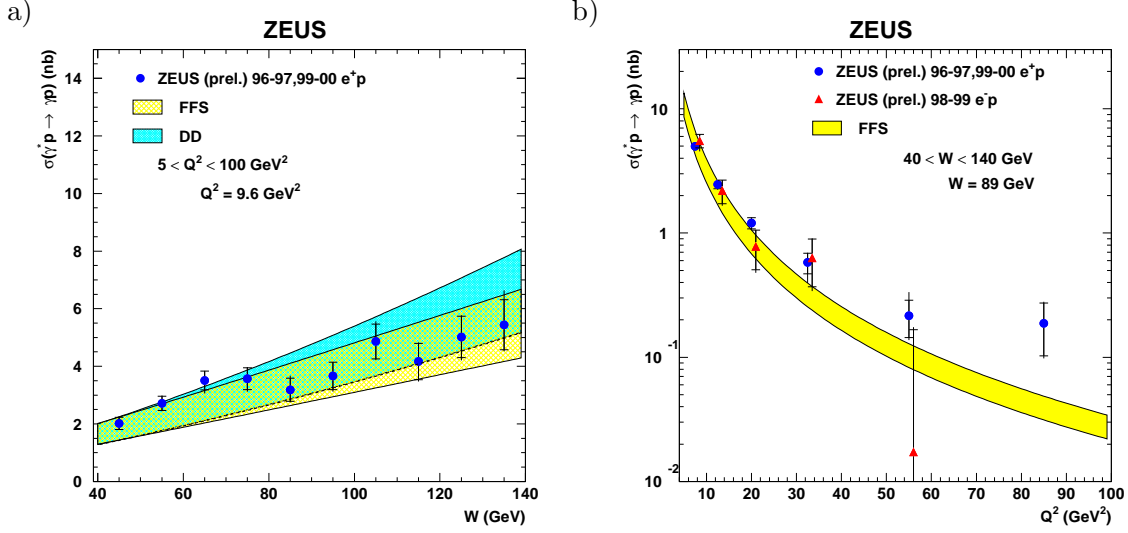 a)
ZEUS
σ(γ* p → γp) (nb)
ZEUS (prel.) 96-97,99-00 e⁺p
FFS
DD
5 < Q² < 100 GeV²
Q² = 9.6 GeV²
14
12
10
8
6
4
2
0
40 60 80 100 120 140
W (GeV)
b)
ZEUS
σ(γ* p → γp) (nb)
ZEUS (prel.) 96-97,99-00 e⁺p
ZEUS (prel.) 98-99 e⁻p
FFS
40 < W < 140 GeV
W = 89 GeV
10
1
10⁻¹
10⁻²
10 20 30 40 50 60 70 80 90 100
Q² (GeV²)